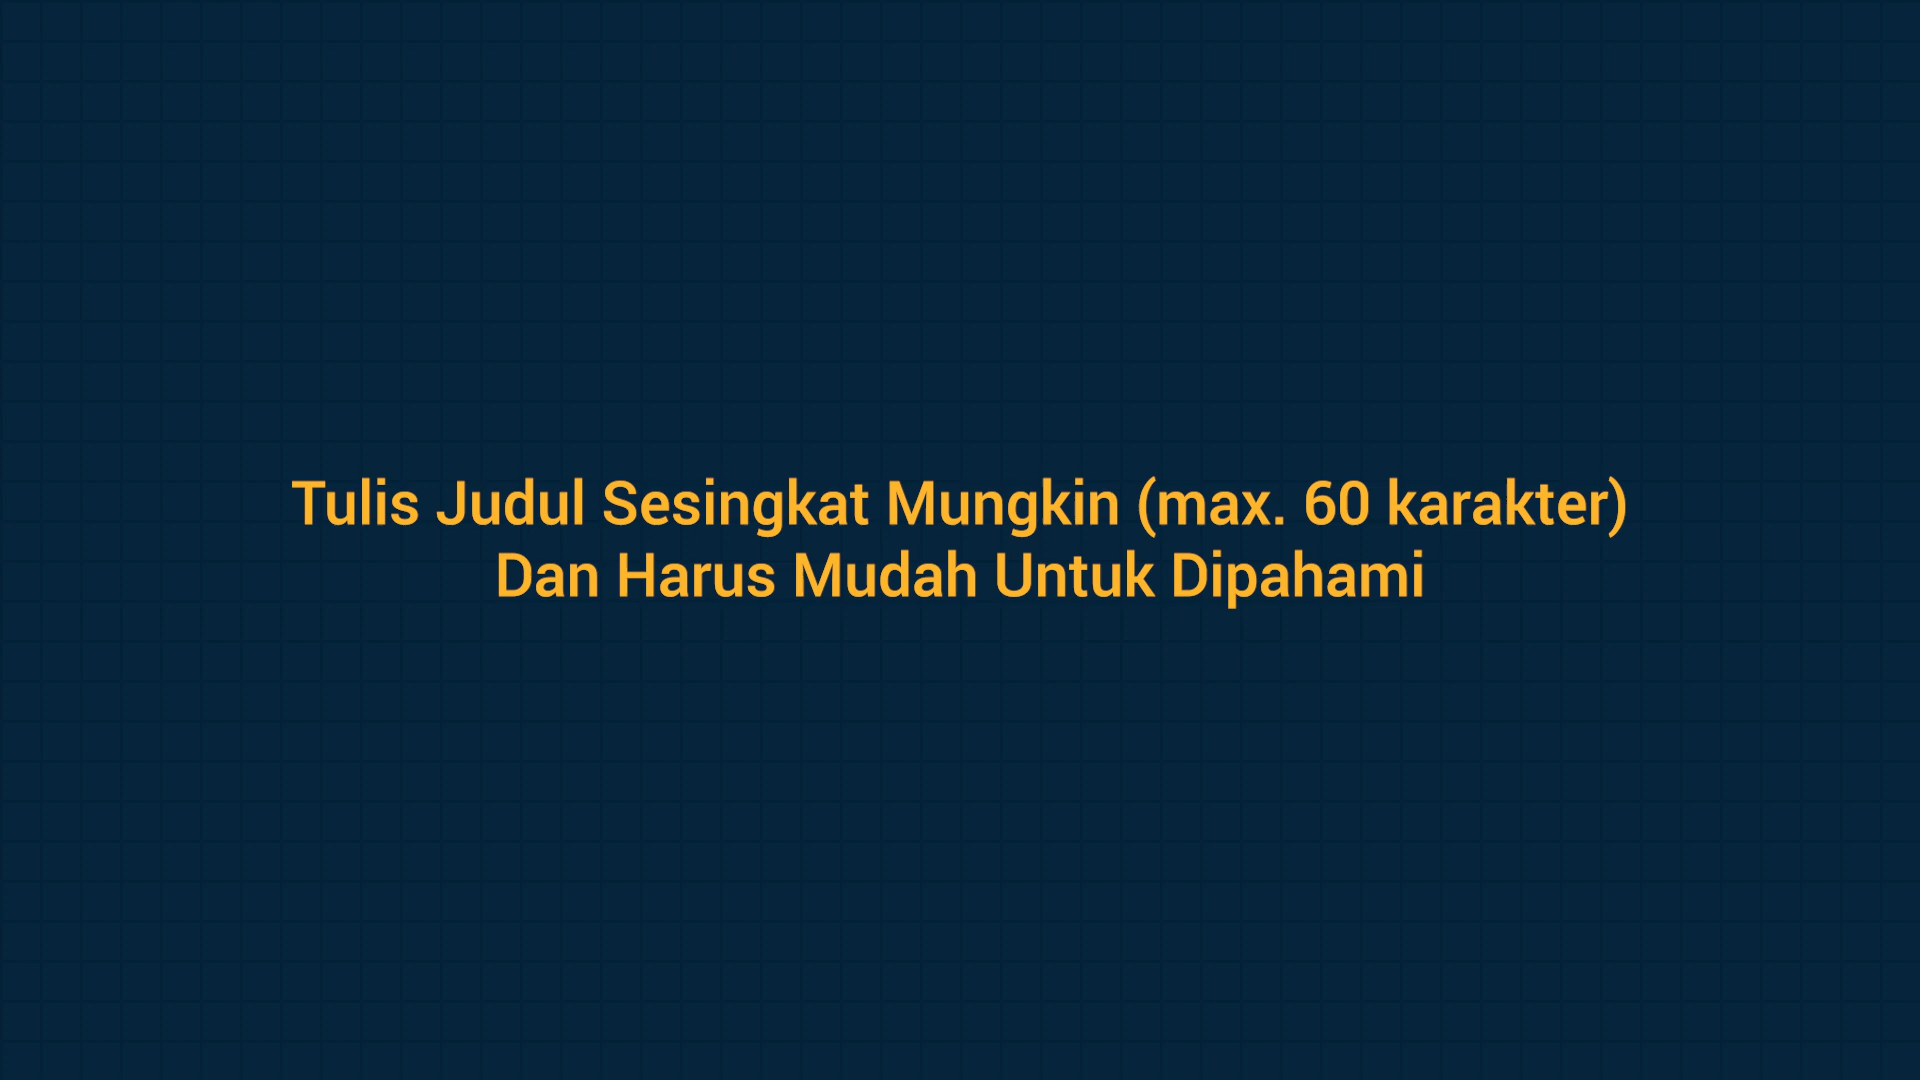 Tulis Judul Sesingkat Mungkin (max. 60 karakter)
Dan Harus Mudah Untuk Dipahami